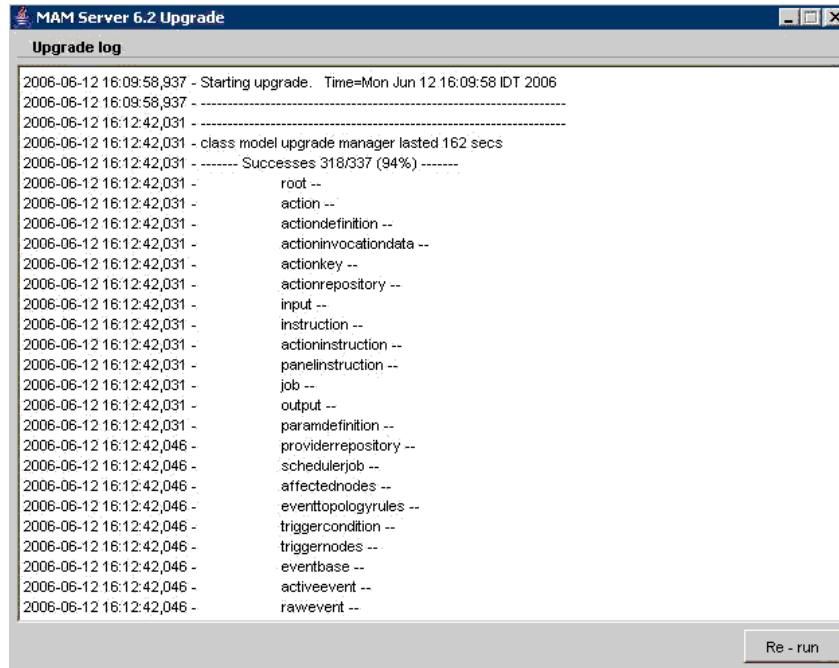 MAM Server 6.2 Upgrade
Upgrade log
2006-06-12 16:09:58,937 - Starting upgrade.   Time=Mon Jun 12 16:09:58 IDT 2006
2006-06-12 16:09:58,937 - --------------------------------------------------------------------
2006-06-12 16:12:42,031 - --------------------------------------------------------------------
2006-06-12 16:12:42,031 - class model upgrade manager lasted 162 secs
2006-06-12 16:12:42,031 - ------- Successes 318/337 (94%) -------
2006-06-12 16:12:42,031 - root --
2006-06-12 16:12:42,031 - action --
2006-06-12 16:12:42,031 - actiondefinition --
2006-06-12 16:12:42,031 - actioninvocationdata --
2006-06-12 16:12:42,031 - actionkey --
2006-06-12 16:12:42,031 - actionrepository --
2006-06-12 16:12:42,031 - input --
2006-06-12 16:12:42,031 - instruction --
2006-06-12 16:12:42,031 - actioninstruction --
2006-06-12 16:12:42,031 - panelinstruction --
2006-06-12 16:12:42,031 - job --
2006-06-12 16:12:42,031 - output --
2006-06-12 16:12:42,031 - paramdefinition --
2006-06-12 16:12:42,046 - providerrepository --
2006-06-12 16:12:42,046 - schedulerjob --
2006-06-12 16:12:42,046 - affectednodes --
2006-06-12 16:12:42,046 - eventtopologyrules --
2006-06-12 16:12:42,046 - triggercondition --
2006-06-12 16:12:42,046 - triggernodes --
2006-06-12 16:12:42,046 - eventbase --
2006-06-12 16:12:42,046 - activeevent --
2006-06-12 16:12:42,046 - rawevent --
Re - run